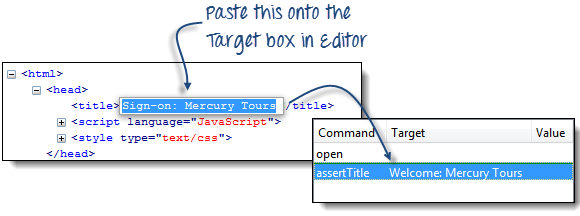 Paste this onto the
Target box in Editor
<html>
<head>
<title>Sign-on: Mercury Tours</title>
<script language="JavaScript">
<style type="text/css">
</head>
Command Target Value
open
assertTitle Welcome: Mercury Tours